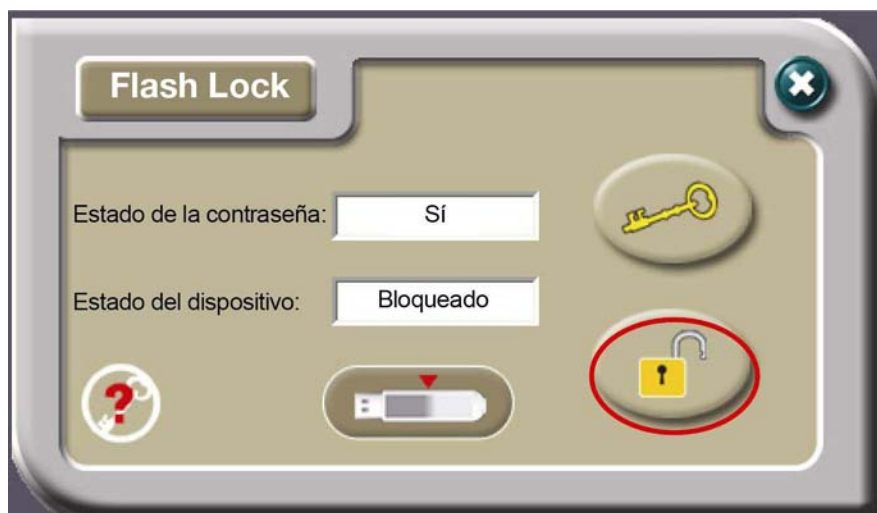 Flash Lock
Estado de la contraseña: Sí
Estado del dispositivo: Bloqueado
?